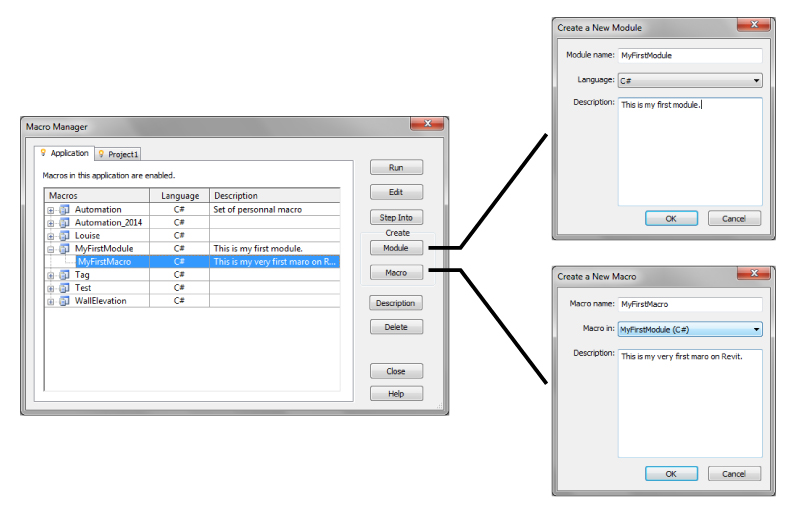 Macro Manager
Application Project1
Macros in this application are enabled.
Macros Language Description
Automation C# Set of personnal macro
Automation_2014 C#
Louise C#
MyFirstModule C# This is my first module.
MyFirstMacro C# This is my very first maro on R...
Tag C#
Test C#
WallElevation C#
Run
Edit
Step Into
Create
Module
Macro
Description
Delete
Close
Help
Create a New Module
Module name: MyFirstModule
Language: C#
Description: This is my first module.
OK Cancel
Create a New Macro
Macro name: MyFirstMacro
Macro in: MyFirstModule (C#)
Description: This is my very first maro on Revit.
OK Cancel